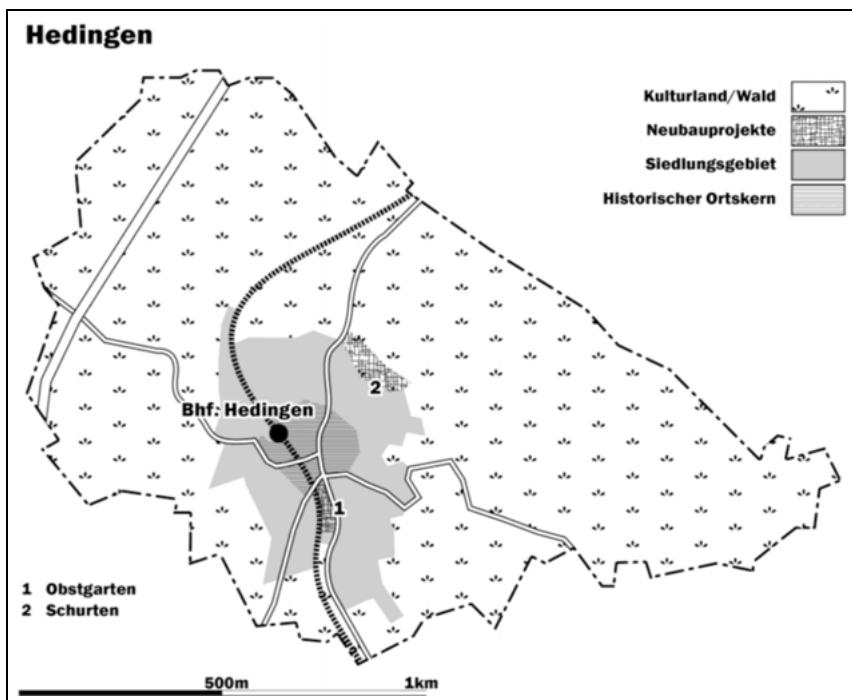 Hedingen
Kulturland/Wald
Neubauprojekte
Siedlungsgebiet
Historischer Ortskern
2
Bhf. Hedingen
1
1 Obstgarten
2 Schurten
500m
1km